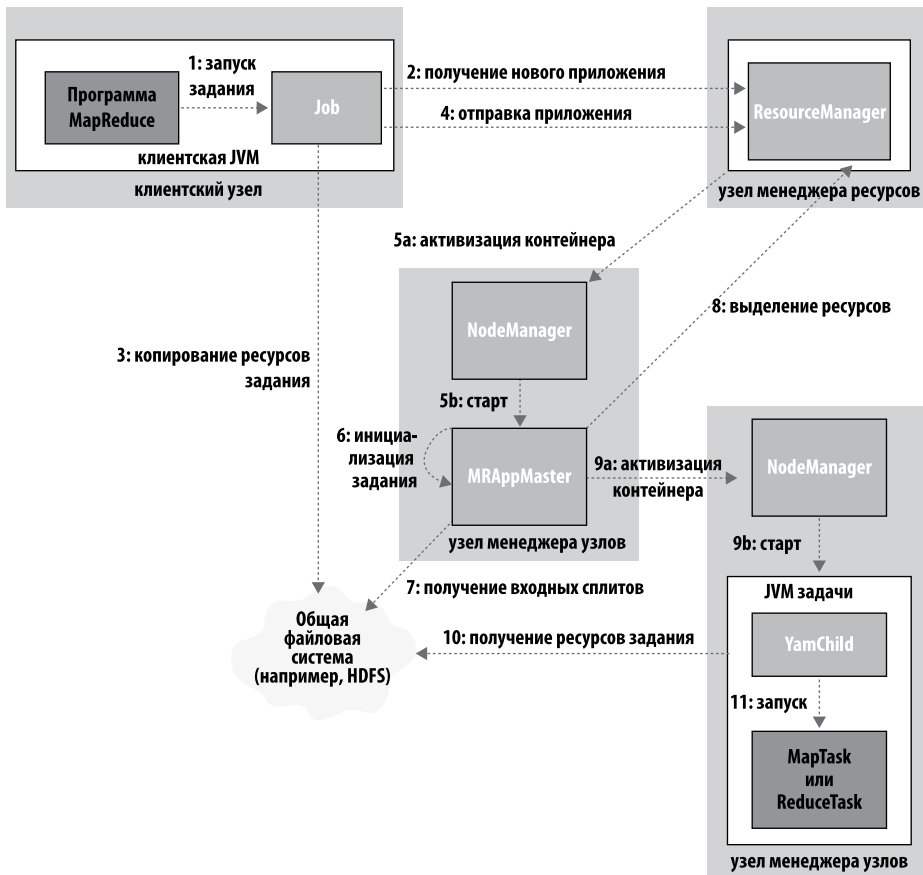 1: запуск
задания
Программа
MapReduce
Job
клиентская JVM
клиентский узел
2: получение нового приложения
4: отправка приложения
ResourceManager
узел менеджера ресурсов
5a: активизация контейнера
NodeManager
5b: старт
8: выделение ресурсов
3: копирование ресурсов
задания
6: инициа-
лизация
задания
MRAppMaster
узел менеджера узлов
9a: активизация
контейнера
NodeManager
9b: старт
7: получение входных сплитов
Общая
файловая
система
(например, HDFS)
10: получение ресурсов задания
JVM задачи
YamChild
11: запуск
MapTask
или
ReduceTask
узел менеджера узлов